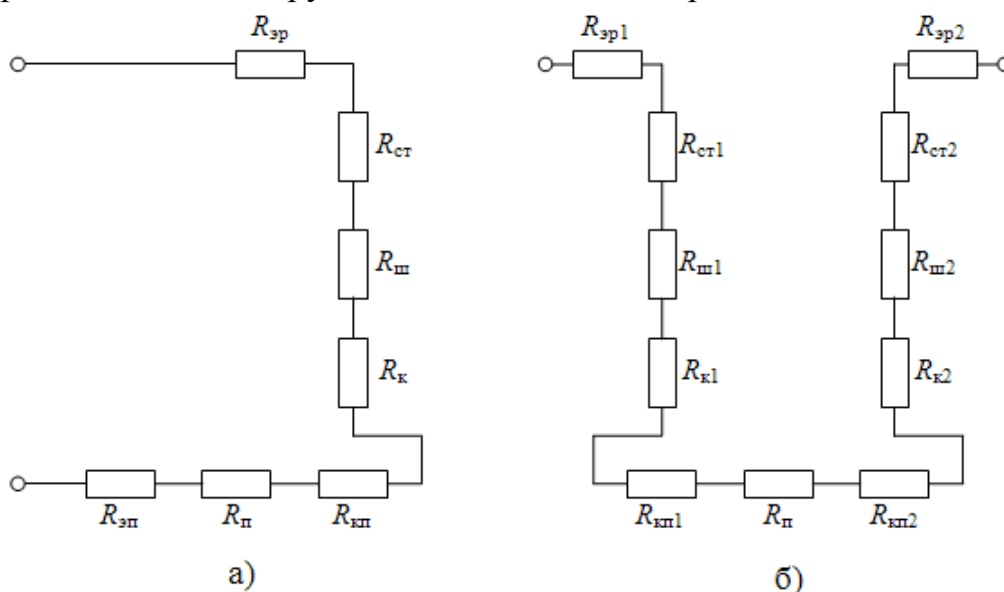 Rэр
Rст
Rш
Rк
Rэп Rп Rкп
а)
Rэр1 Rэр2
Rст1 Rст2
Rш1 Rш2
Rк1 Rк2
Rкп1 Rп Rкп2
б)